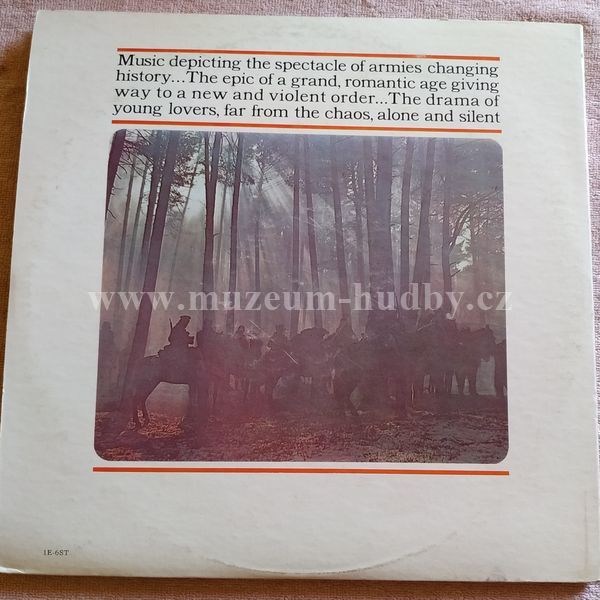 Music depicting the spectacle of armies changing
history...The epic of a grand, romantic age giving
way to a new and violent order...The drama of
young lovers, far from the chaos, alone and silent
www.muzeum-hudby.cz
1E-6ST